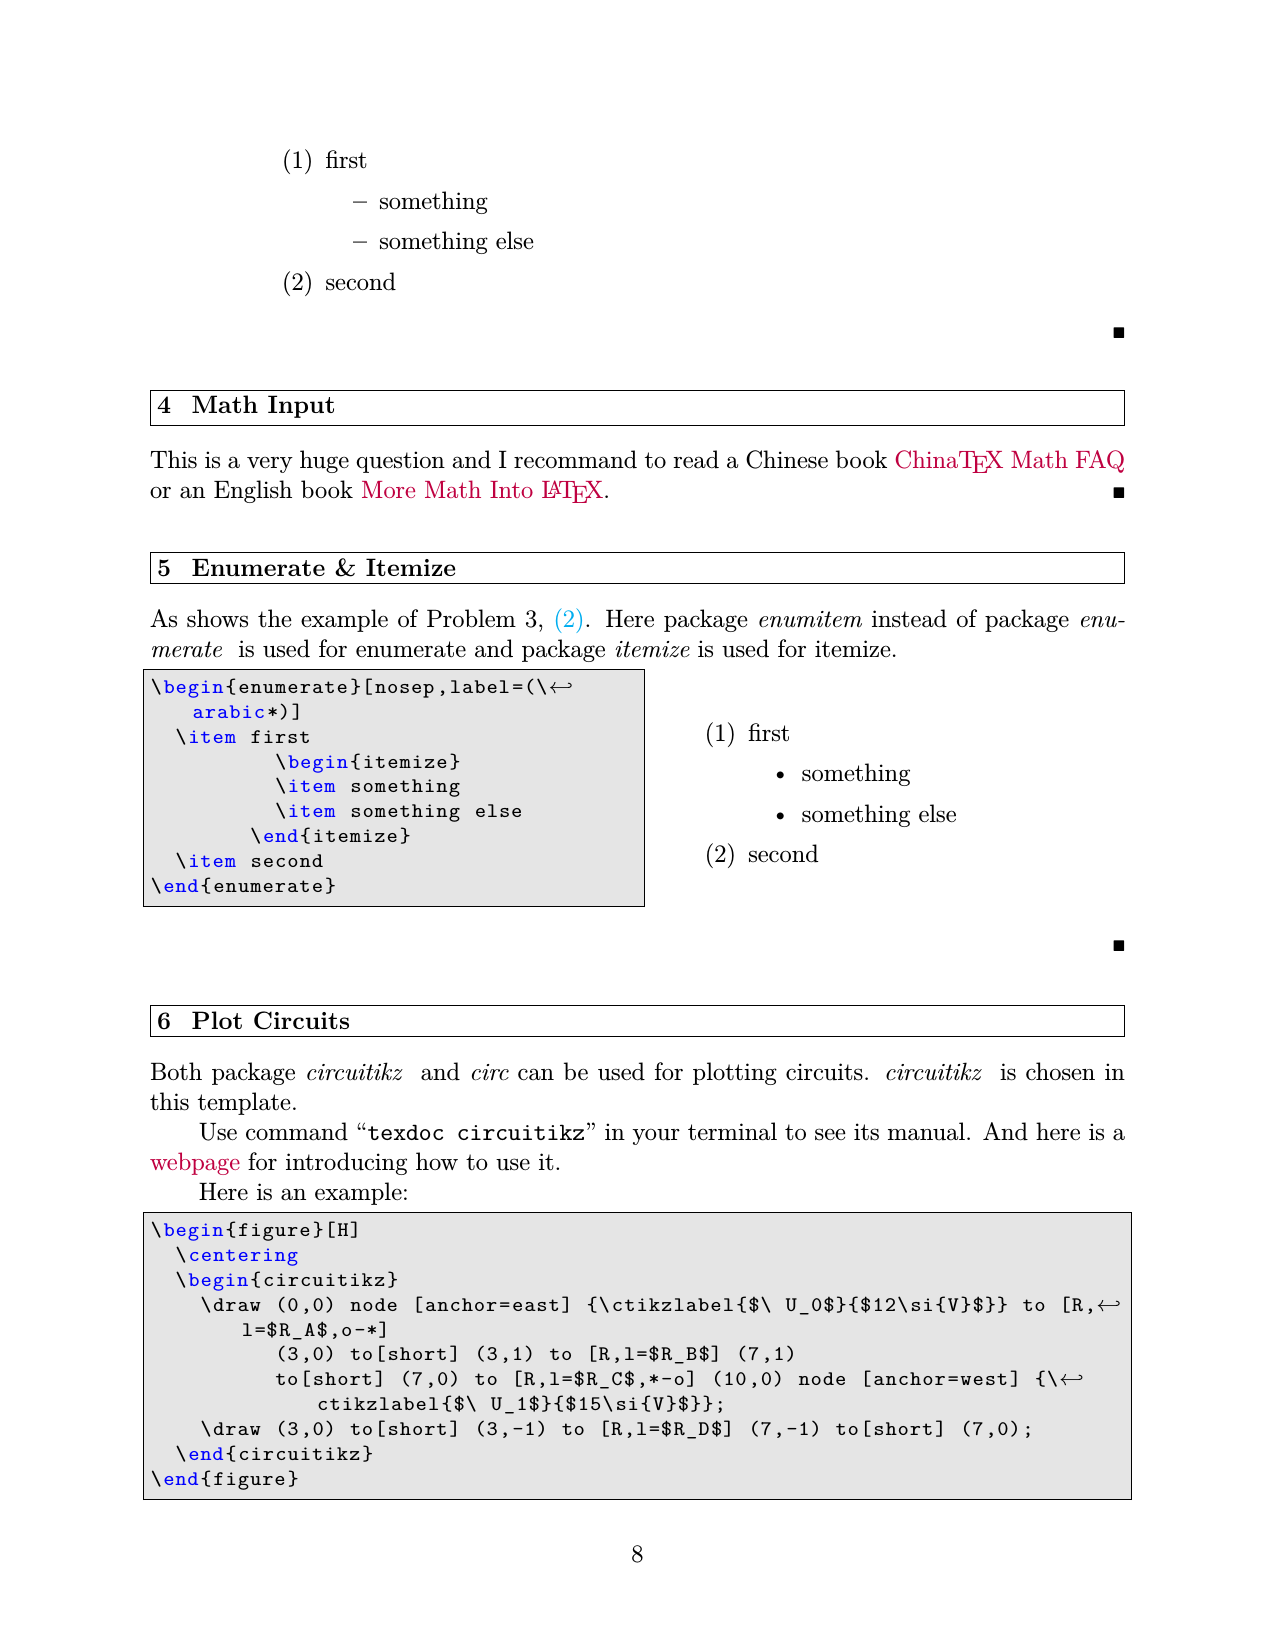 (1) first
– something
– something else
(2) second
■
4 Math Input
This is a very huge question and I recommand to read a Chinese book ChinaTEX Math FAQ
or an English book More Math Into LATEX. ■
5 Enumerate & Itemize
As shows the example of Problem 3, (2). Here package enumitem instead of package enu-
merate is used for enumerate and package itemize is used for itemize.
\begin{enumerate}[nosep,label=(\↩
arabic*)]
\item first
\begin{itemize}
\item something
\item something else
\end{itemize}
\item second
\end{enumerate}
(1) first
• something
• something else
(2) second
■
6 Plot Circuits
Both package circuitikz and circ can be used for plotting circuits. circuitikz is chosen in
this template.
Use command “texdoc circuitikz” in your terminal to see its manual. And here is a
webpage for introducing how to use it.
Here is an example:
\begin{figure}[H]
\centering
\begin{circuitikz}
\draw (0,0) node [anchor=east] {\ctikzlabel{$\ U_0$}{$12\si{V}$}} to [R,↩
l=$R_A$,o-*]
(3,0) to[short] (3,1) to [R,l=$R_B$] (7,1)
to[short] (7,0) to [R,l=$R_C$,*-o] (10,0) node [anchor=west] {\↩
ctikzlabel{$\ U_1$}{$15\si{V}$}};
\draw (3,0) to[short] (3,-1) to [R,l=$R_D$] (7,-1) to[short] (7,0);
\end{circuitikz}
\end{figure}
8